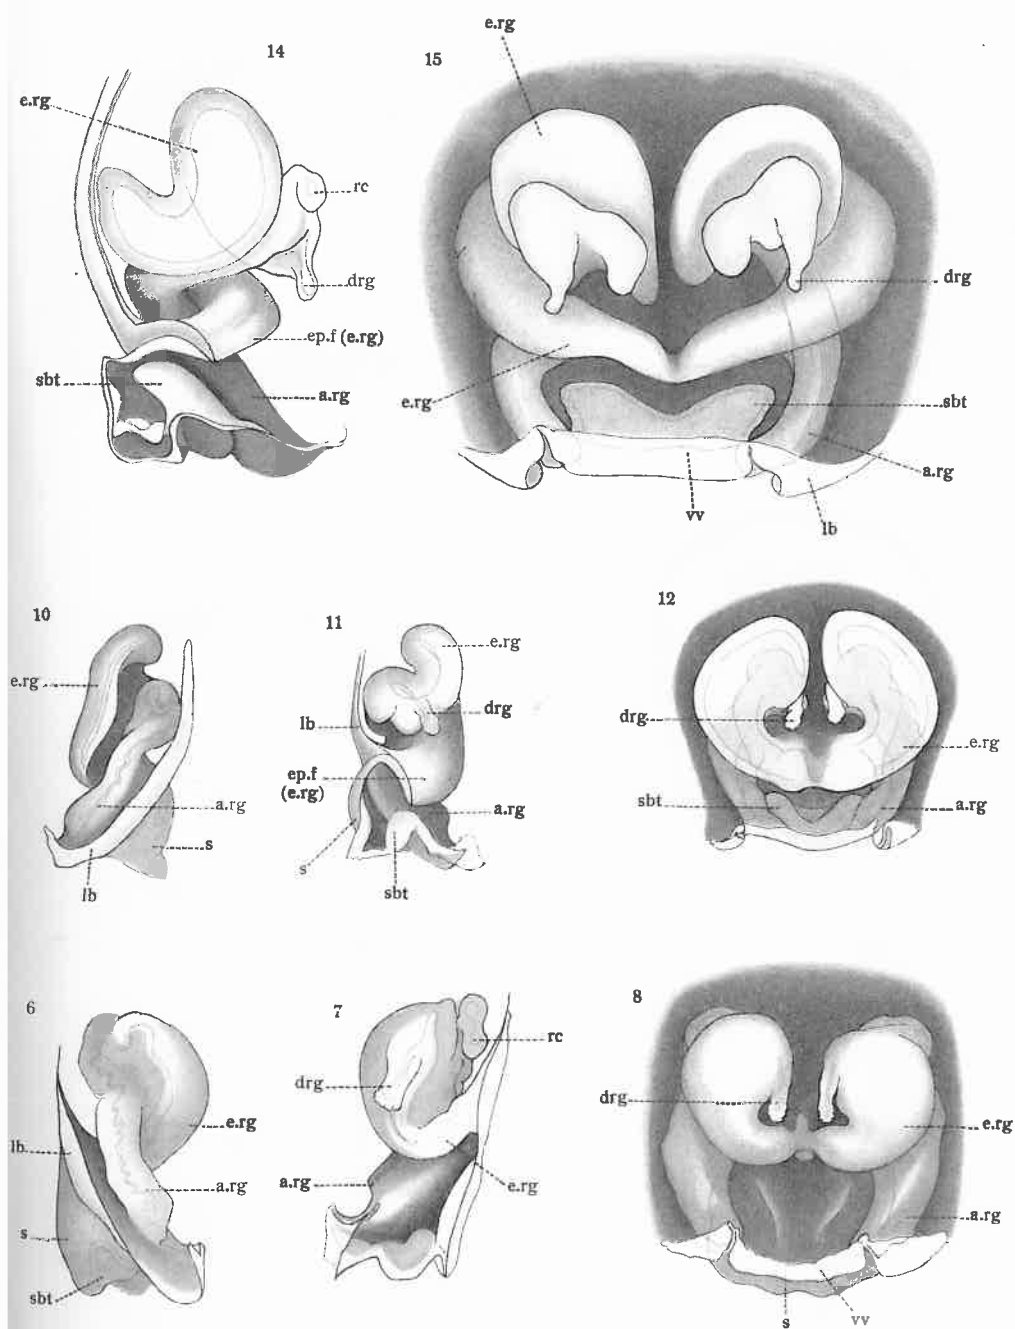 14
e.rg
rc
drg
ep.f (e.rg)
sbt
a.rg
15
e.rg
drg
e.rg
sbt
a.rg
vv
lb
10
e.rg
a.rg
s
lb
11
e.rg
drg
lb
ep.f
(e.rg)
a.rg
s
sbt
12
drg
e.rg
sbt
a.rg
6
e.rg
lb
a.rg
s
sbt
7
rc
drg
a.rg
e.rg
8
drg
e.rg
a.rg
s
vv